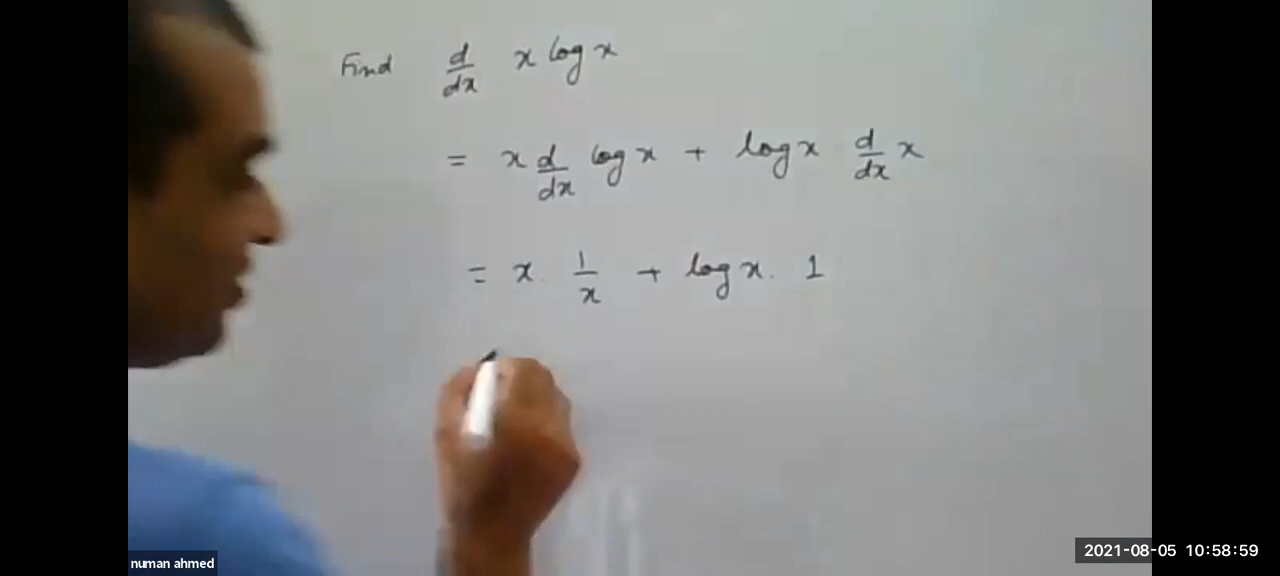 Find d/dx x log x
= x d/dx log x + log x d/dx x
= x . 1/x + log x . 1
numan ahmed
2021-08-05 10:58:59